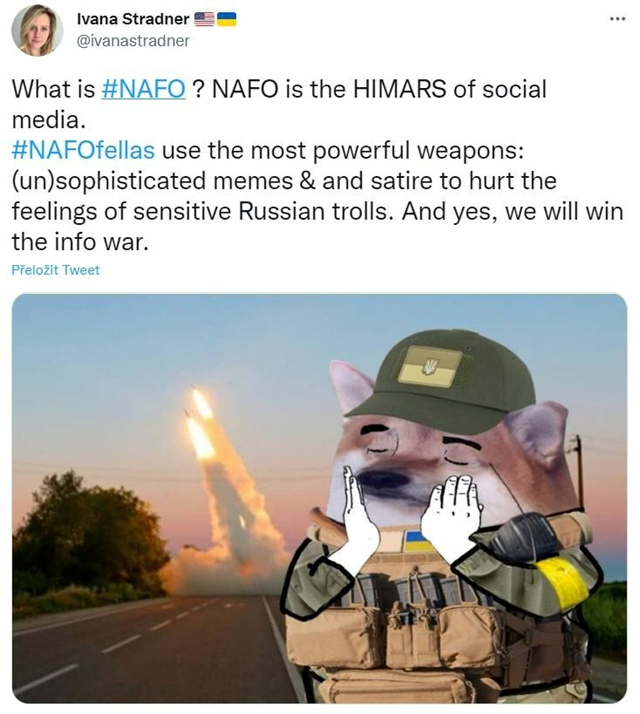 Ivana Stradner 🇺🇸🇺🇦
@ivanastradner
What is #NAFO ? NAFO is the HIMARS of social
media.
#NAFOfellas use the most powerful weapons:
(un)sophisticated memes & and satire to hurt the
feelings of sensitive Russian trolls. And yes, we will win
the info war.
Přeložit Tweet